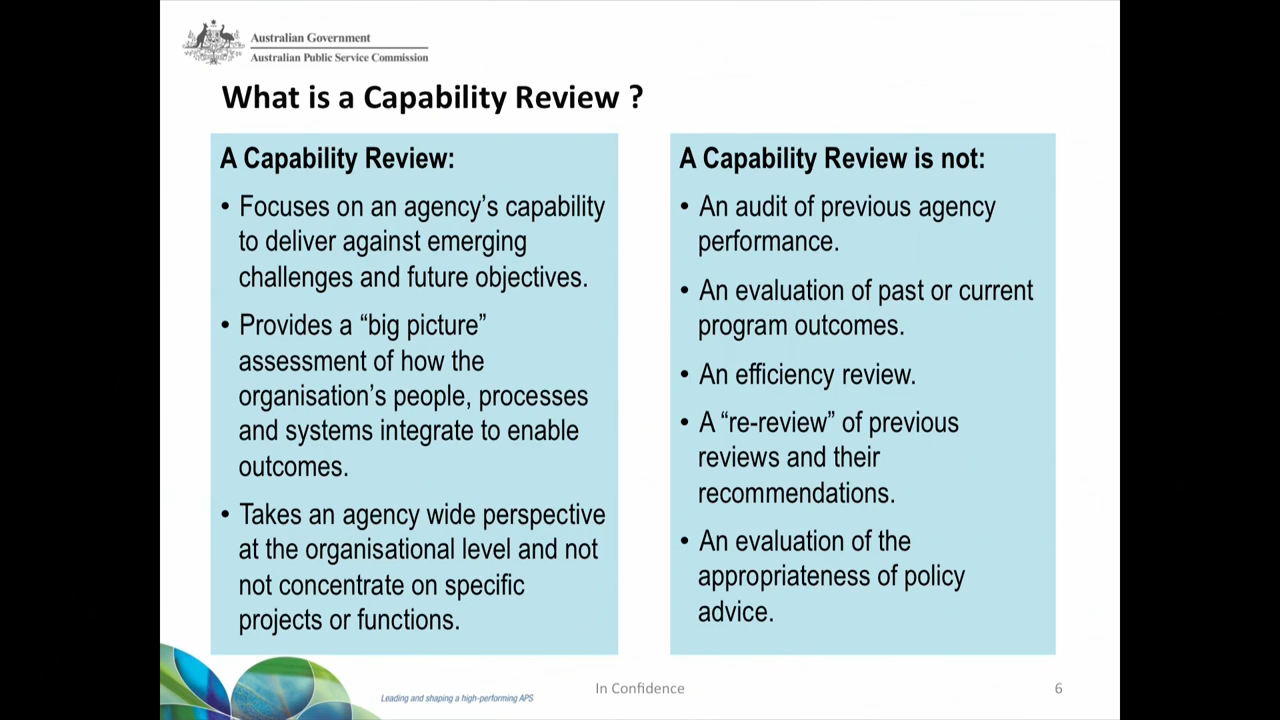 Australian Government
Australian Public Service Commission
What is a Capability Review ?
A Capability Review:
• Focuses on an agency’s capability
to deliver against emerging
challenges and future objectives.
• Provides a “big picture”
assessment of how the
organisation’s people, processes
and systems integrate to enable
outcomes.
• Takes an agency wide perspective
at the organisational level and not
not concentrate on specific
projects or functions.
A Capability Review is not:
• An audit of previous agency
performance.
• An evaluation of past or current
program outcomes.
• An efficiency review.
• A “re-review” of previous
reviews and their
recommendations.
• An evaluation of the
appropriateness of policy
advice.
Leading and shaping a high-performing APS
In Confidence
6